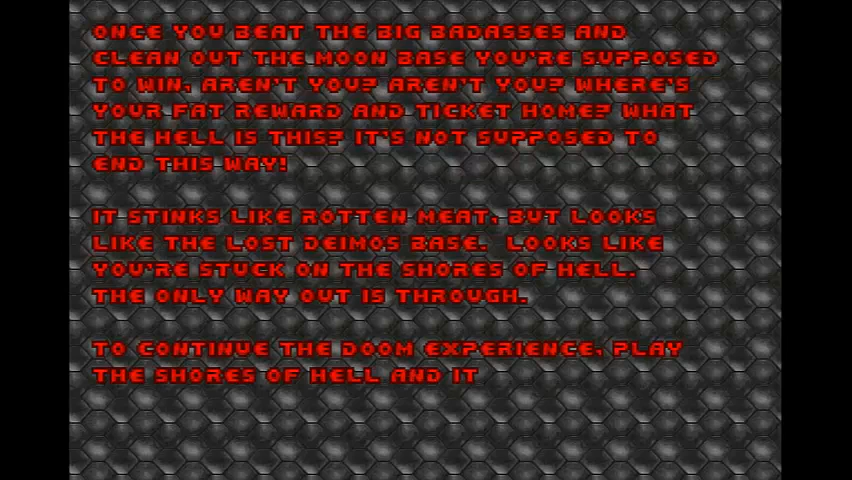 ONCE YOU BEAT THE BIG BADASSES AND
CLEAN OUT THE MOON BASE YOU'RE SUPPOSED
TO WIN, AREN'T YOU? AREN'T YOU? WHERE'S
YOUR FAT REWARD AND TICKET HOME? WHAT
THE HELL IS THIS? IT'S NOT SUPPOSED TO
END THIS WAY!
IT STINKS LIKE ROTTEN MEAT, BUT LOOKS
LIKE THE LOST DEIMOS BASE. LOOKS LIKE
YOU'RE STUCK ON THE SHORES OF HELL.
THE ONLY WAY OUT IS THROUGH.
TO CONTINUE THE DOOM EXPERIENCE, PLAY
THE SHORES OF HELL AND IT